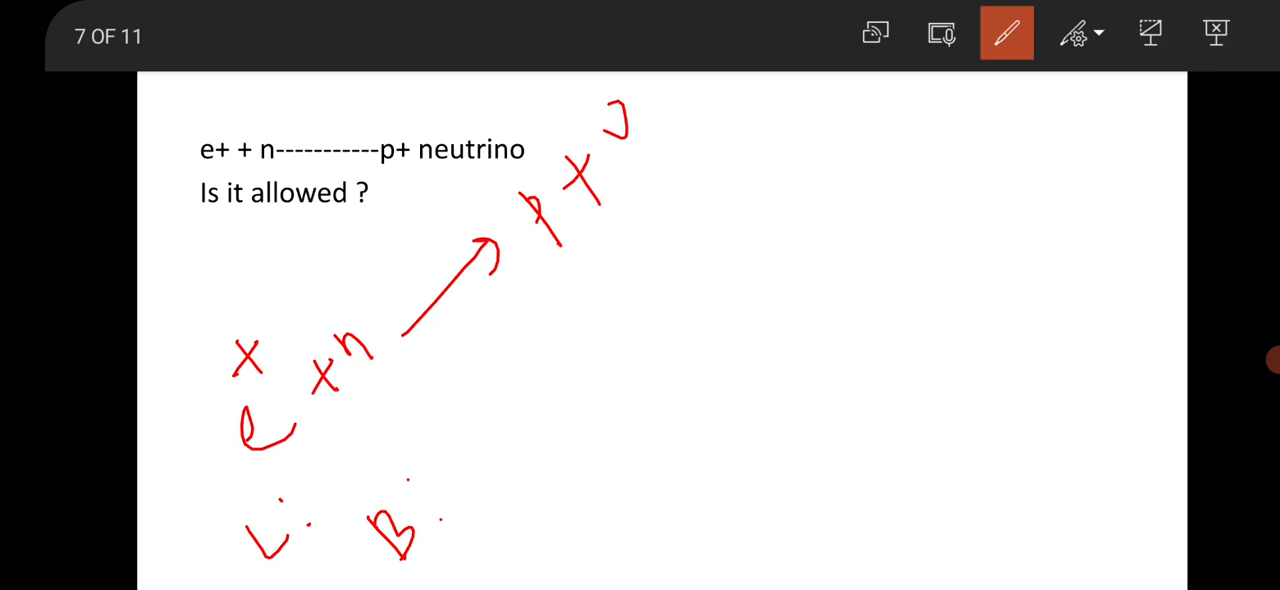 7 OF 11
e+ + n-----------p+ neutrino
Is it allowed ?
e+ + n → p + ν
L: B: